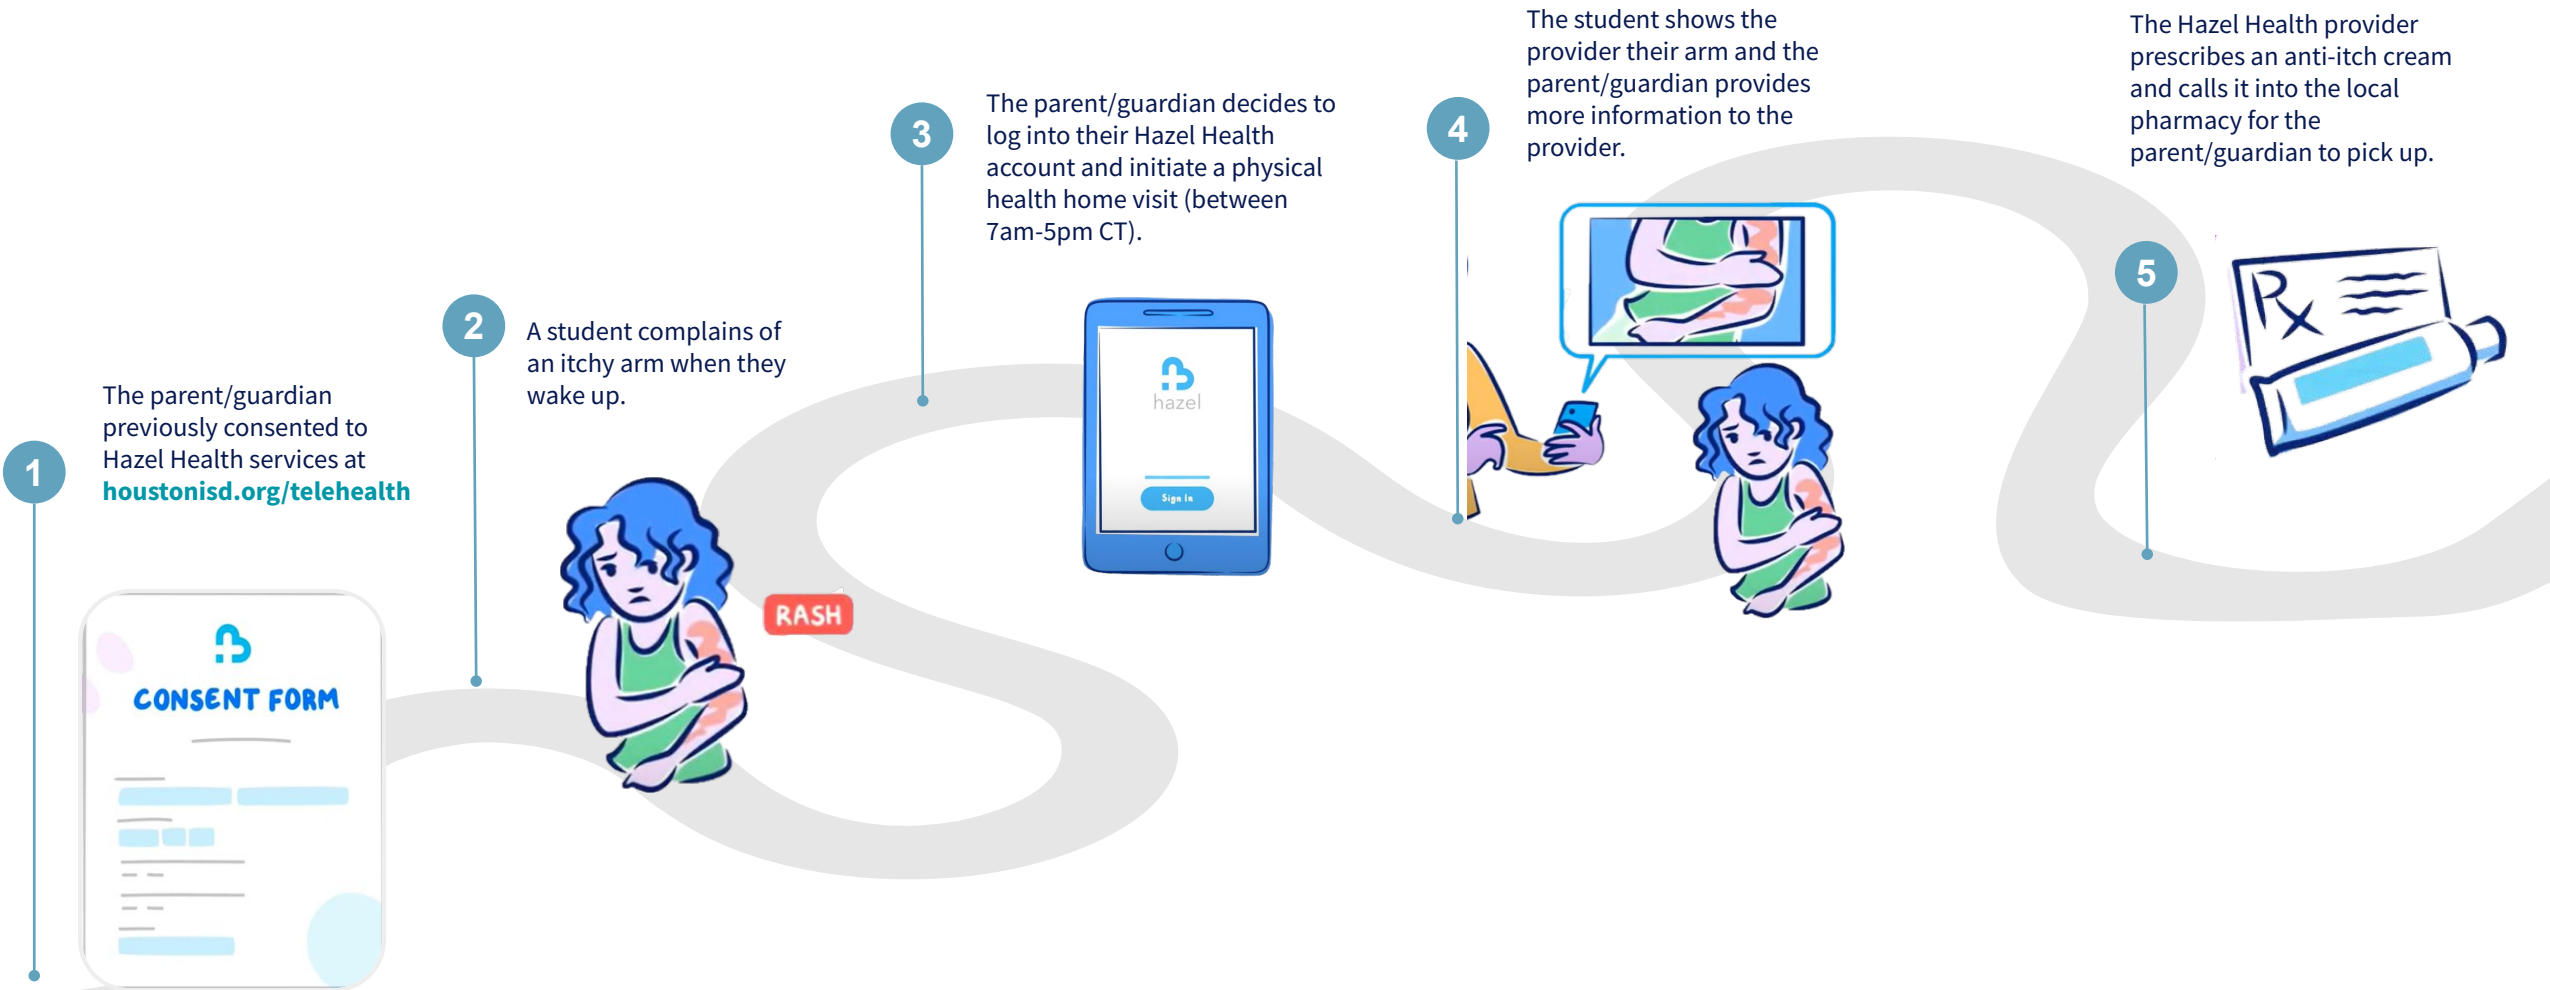 1
The parent/guardian
previously consented to
Hazel Health services at
houstonisd.org/telehealth
CONSENT FORM
2
A student complains of
an itchy arm when they
wake up.
RASH
3
The parent/guardian decides to
log into their Hazel Health
account and initiate a physical
health home visit (between
7am-5pm CT).
hazel
Sign In
4
The student shows the
provider their arm and the
parent/guardian provides
more information to the
provider.
5
The Hazel Health provider
prescribes an anti-itch cream
and calls it into the local
pharmacy for the
parent/guardian to pick up.
Rx